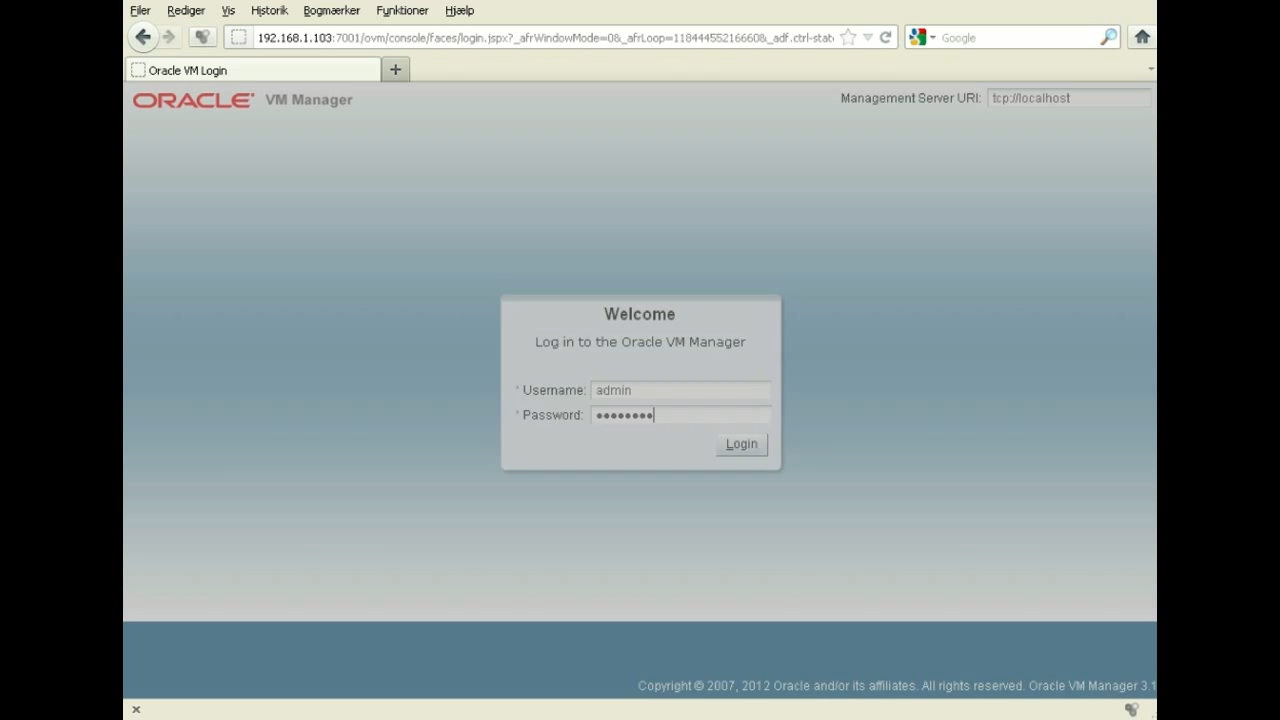 Filer Rediger Vis Historik Bogmærker Funktioner Hjælp
192.168.1.103:7001/ovm/console/faces/login.jspx?_afrWindowMode=0&_afrLoop=11844455216660&_adf.ctrl-stat Google
Oracle VM Login
ORACLE VM Manager Management Server URI: tcp://localhost
Welcome
Log in to the Oracle VM Manager
* Username: admin
* Password: ••••••••
Login
Copyright © 2007, 2012 Oracle and/or its affiliates. All rights reserved. Oracle VM Manager 3.1